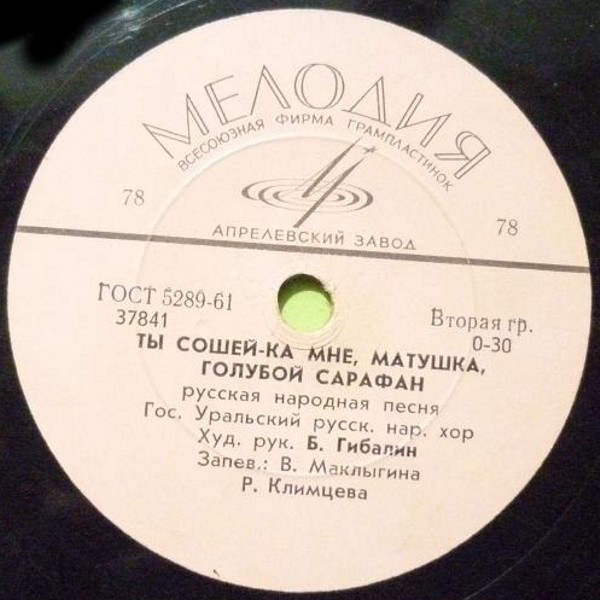 МЕЛОДИЯ
ВСЕСОЮЗНАЯ ФИРМА ГРАМПЛАСТИНОК
78
78
АПРЕЛЕВСКИЙ ЗАВОД
ГОСТ 5289-61
Вторая гр.
37841
0-30
ТЫ СОШЕЙ-КА МНЕ, МАТУШКА,
ГОЛУБОЙ САРАФАН
русская народная песня
Гос. Уральский русск. нар. хор
Худ. рук. Б. Гибалин
Запев.: В. Маклыгина
Р. Климцева